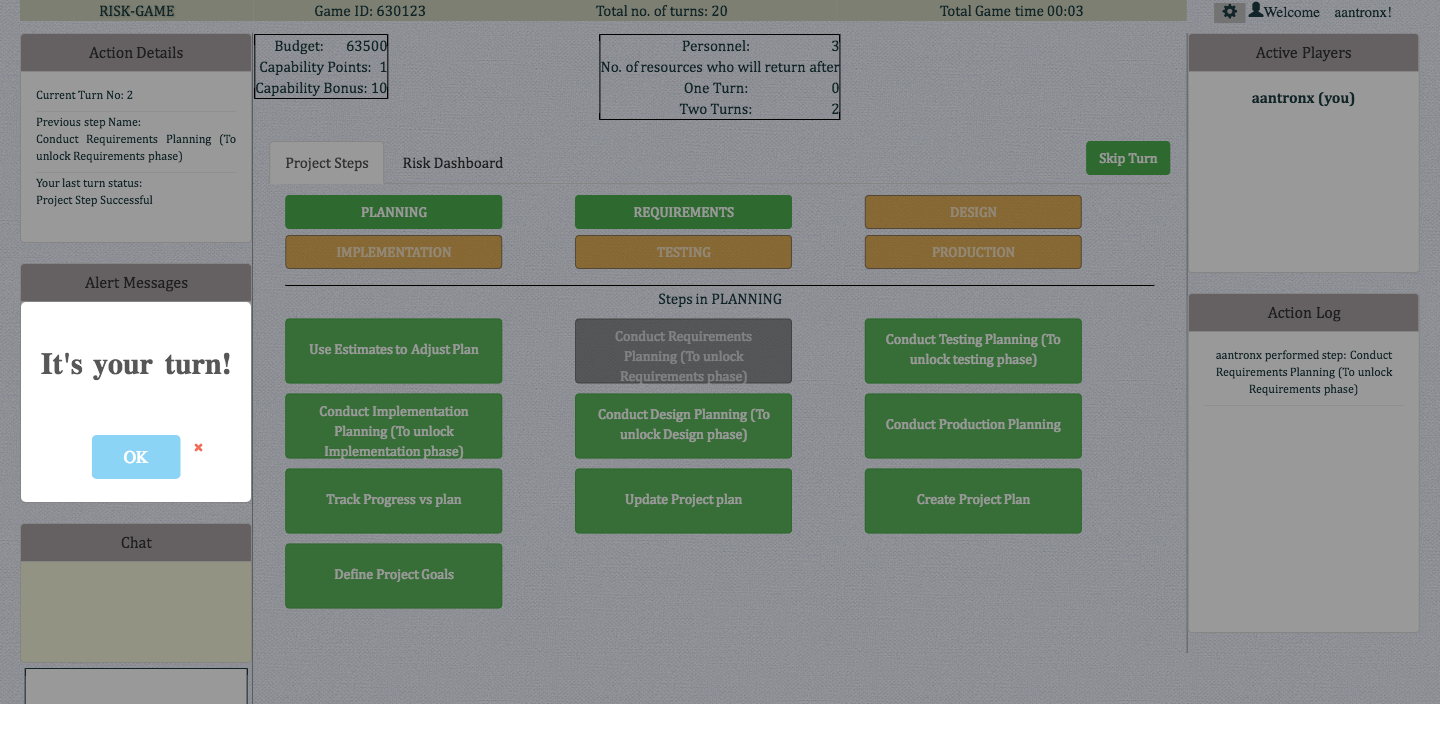 RISK-GAME Game ID: 630123 Total no. of turns: 20 Total Game time 00:03 Welcome aantronx!
Action Details
Current Turn No: 2
Previous step Name:
Conduct Requirements Planning (To
unlock Requirements phase)
Your last turn status:
Project Step Successful
Alert Messages
It's your turn!
OK
Chat
Budget: 63500
Capability Points: 1
Capability Bonus: 10
Personnel: 3
No. of resources who will return after
One Turn: 0
Two Turns: 2
Project Steps Risk Dashboard Skip Turn
PLANNING REQUIREMENTS DESIGN
IMPLEMENTATION TESTING PRODUCTION
Steps in PLANNING
Use Estimates to Adjust Plan
Conduct Requirements
Planning (To unlock
Requirements phase)
Conduct Testing Planning (To
unlock testing phase)
Conduct Implementation
Planning (To unlock
Implementation phase)
Conduct Design Planning (To
unlock Design phase)
Conduct Production Planning
Track Progress vs plan
Update Project plan
Create Project Plan
Define Project Goals
Active Players
aantronx (you)
Action Log
aantronx performed step: Conduct
Requirements Planning (To unlock
Requirements phase)